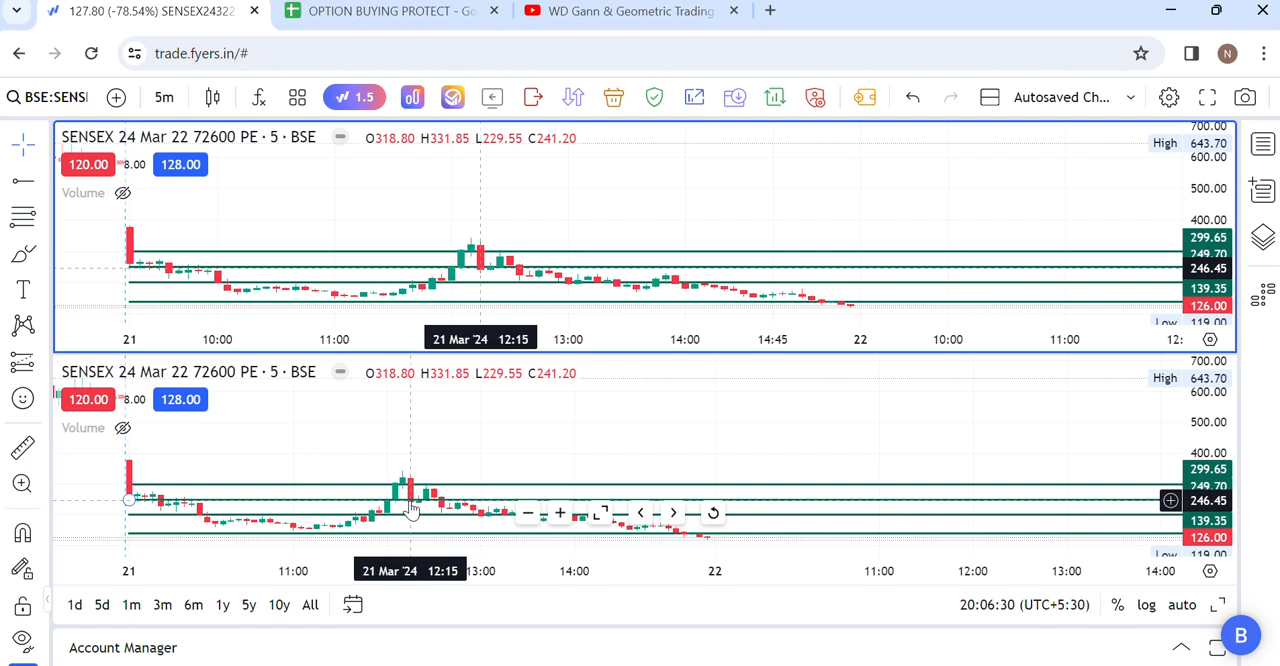 127.80 (-78.54%) SENSEX24322
OPTION BUYING PROTECT - Go
WD Gann & Geometric Trading
trade.fyers.in/#
N
BSE:SENSI
5m
1.5
Autosaved Ch...
SENSEX 24 Mar 22 72600 PE · 5 · BSE
O318.80 H331.85 L229.55 C241.20
120.00
8.00
128.00
Volume
700.00
High 643.70
600.00
500.00
400.00
299.65
249.70
246.45
139.35
126.00
Low 119.00
21
10:00
11:00
21 Mar '24 12:15
13:00
14:00
14:45
22
10:00
11:00
12:
SENSEX 24 Mar 22 72600 PE · 5 · BSE
O318.80 H331.85 L229.55 C241.20
120.00
8.00
128.00
Volume
700.00
High 643.70
600.00
500.00
400.00
299.65
249.70
246.45
139.35
126.00
Low 119.00
21
11:00
21 Mar '24 12:15
13:00
14:00
22
11:00
12:00
13:00
14:00
1d 5d 1m 3m 6m 1y 5y 10y All
20:06:30 (UTC+5:30) % log auto
B
Account Manager